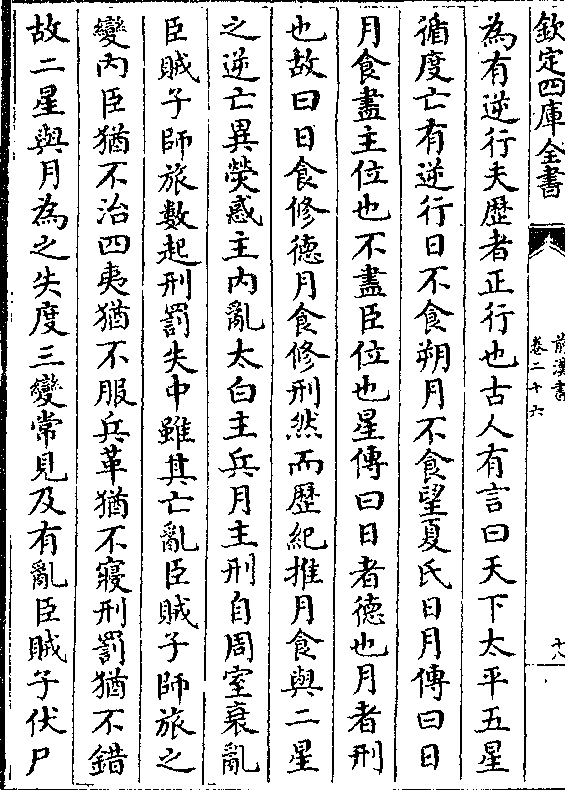 欽定四庫全書
前漢書
卷二十六
十八
為有逆行夫歷者正行也古人有言曰天下太平五星
循度亡有逆行日不食朔月不食望夏氏日月傳曰日
月食盡主位也不盡臣位也星傳曰日者德也月者刑
也故曰日食修德月食修刑然而歷紀推月食與二星
之逆亡異熒惑主內亂太白主兵月主刑自周室衰亂
臣賊子師旅數起刑罰失中雖其亡亂臣賊子師旅之
變內臣猶不治四夷猶不服兵革猶不寢刑罰猶不錯
故二星與月為之失度三變常見及有亂臣賊子伏尸